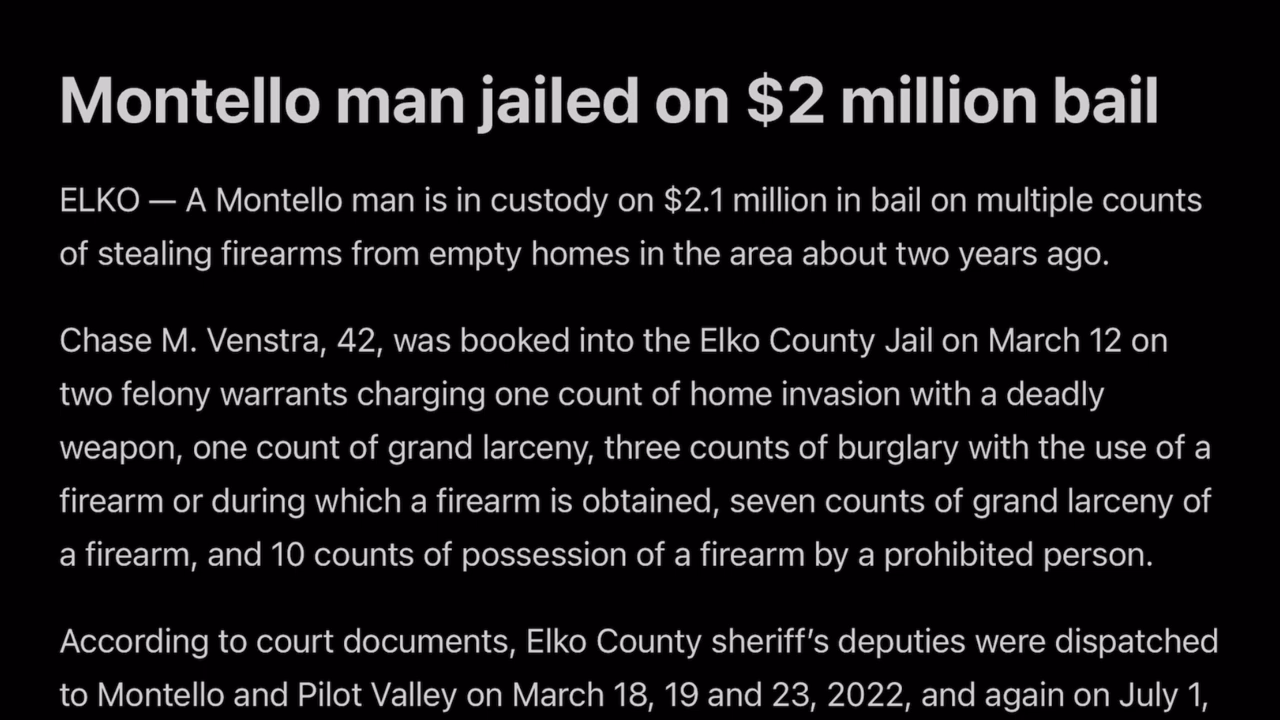 Montello man jailed on $2 million bail
ELKO — A Montello man is in custody on $2.1 million in bail on multiple counts
of stealing firearms from empty homes in the area about two years ago.
Chase M. Venstra, 42, was booked into the Elko County Jail on March 12 on
two felony warrants charging one count of home invasion with a deadly
weapon, one count of grand larceny, three counts of burglary with the use of a
firearm or during which a firearm is obtained, seven counts of grand larceny of
a firearm, and 10 counts of possession of a firearm by a prohibited person.
According to court documents, Elko County sheriff’s deputies were dispatched
to Montello and Pilot Valley on March 18, 19 and 23, 2022, and again on July 1,